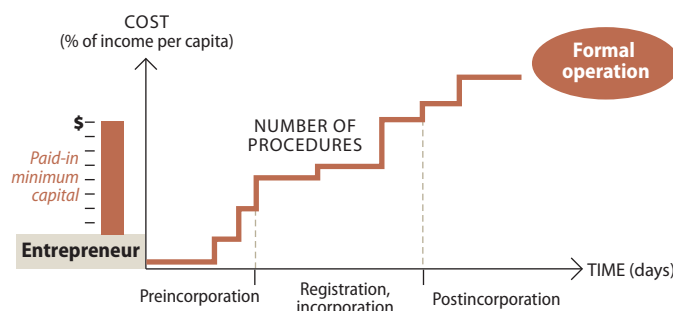 COST
(% of income per capita)
Formal
operation
$
NUMBER OF
PROCEDURES
Paid-in
minimum
capital
Entrepreneur
TIME (days)
Preincorporation
Registration,
incorporation
Postincorporation